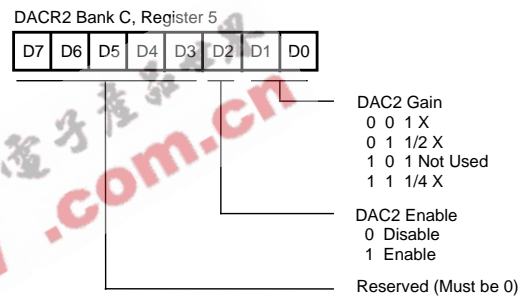 DACR2 Bank C, Register 5
D7 D6 D5 D4 D3 D2 D1 D0
DAC2 Gain
0 0 1 X
0 1 1/2 X
1 0 1 Not Used
1 1 1/4 X
DAC2 Enable
0 Disable
1 Enable
Reserved (Must be 0)
.com.cn